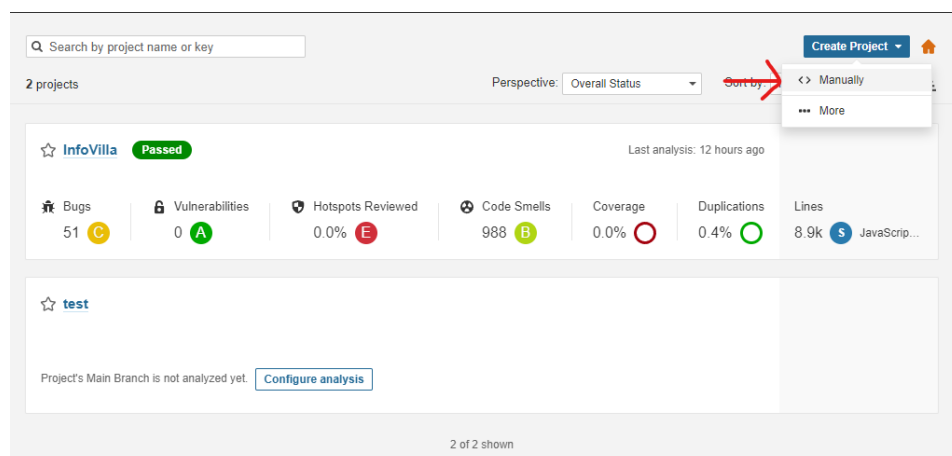 Search by project name or key
Create Project
2 projects
Perspective: Overall Status
Sort by:
Manually
More
InfoVilla Passed
Last analysis: 12 hours ago
Bugs Vulnerabilities Hotspots Reviewed Code Smells Coverage Duplications Lines
51 C 0 A 0.0% E 988 B 0.0% 0.4% 8.9k S JavaScrip...
test
Project's Main Branch is not analyzed yet. Configure analysis
2 of 2 shown